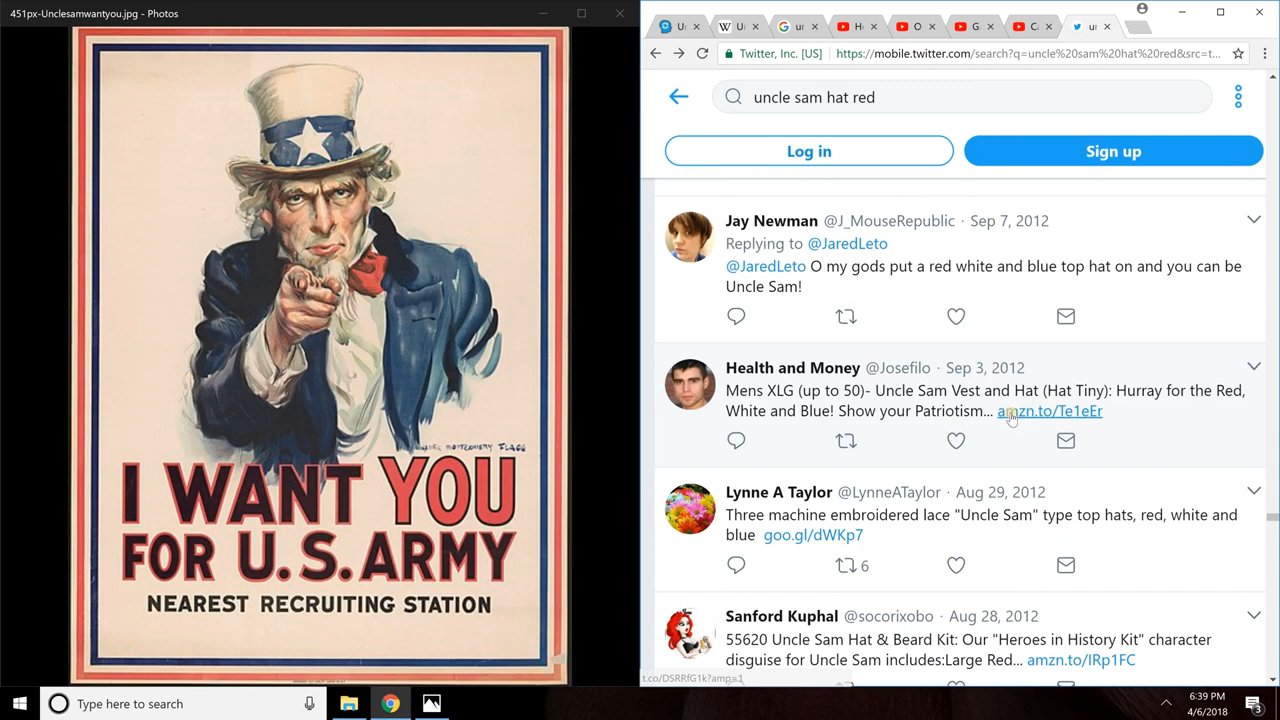 451px-Unclesamwantyou.jpg - Photos
I WANT YOU
FOR U.S. ARMY
NEAREST RECRUITING STATION
Twitter, Inc. [US]
https://mobile.twitter.com/search?q=uncle%20sam%20hat%20red&src=t...
uncle sam hat red
Log in
Sign up
Jay Newman @J_MouseRepublic · Sep 7, 2012
Replying to @JaredLeto
@JaredLeto O my gods put a red white and blue top hat on and you can be
Uncle Sam!
Health and Money @Josefilo · Sep 3, 2012
Mens XLG (up to 50)- Uncle Sam Vest and Hat (Hat Tiny): Hurray for the Red,
White and Blue! Show your Patriotism... amzn.to/Te1eEr
Lynne A Taylor @LynneATaylor · Aug 29, 2012
Three machine embroidered lace "Uncle Sam" type top hats, red, white and
blue goo.gl/dWKp7
6
Sanford Kuphal @socorixobo · Aug 28, 2012
55620 Uncle Sam Hat & Beard Kit: Our "Heroes in History Kit" character
disguise for Uncle Sam includes:Large Red... amzn.to/IRp1FC
t.co/DSRRfG1k?amp=1
Type here to search
6:39 PM
4/6/2018
3